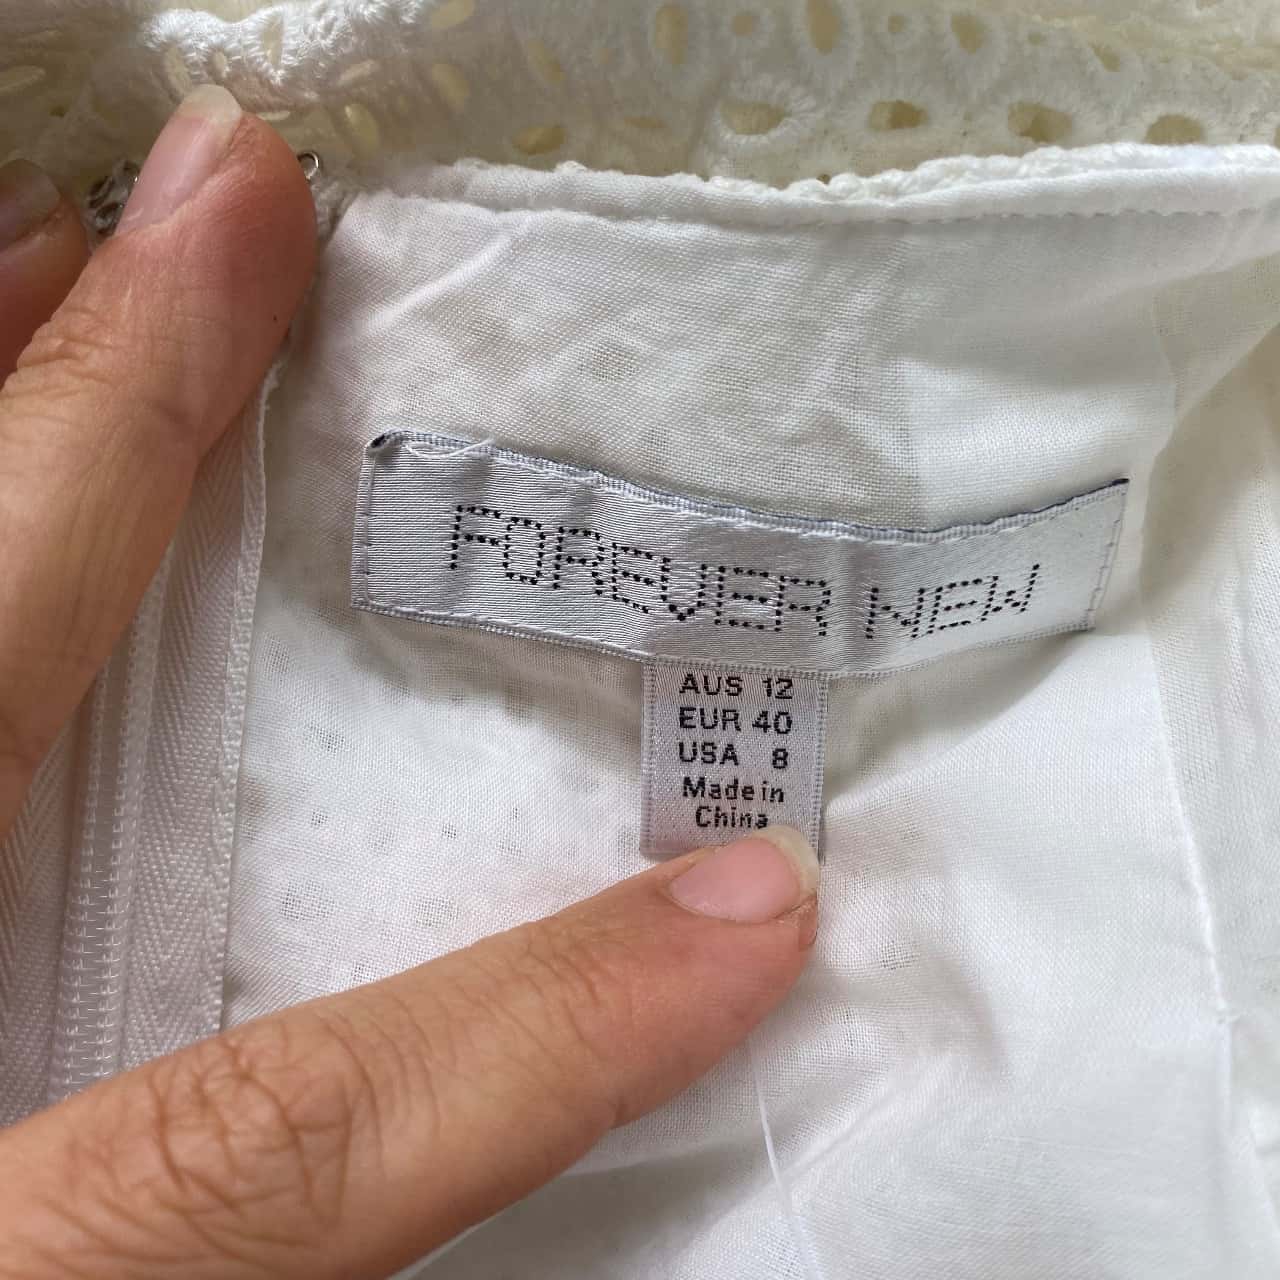 FOREVER NEW
AUS 12
EUR 40
USA 8
Made in
China